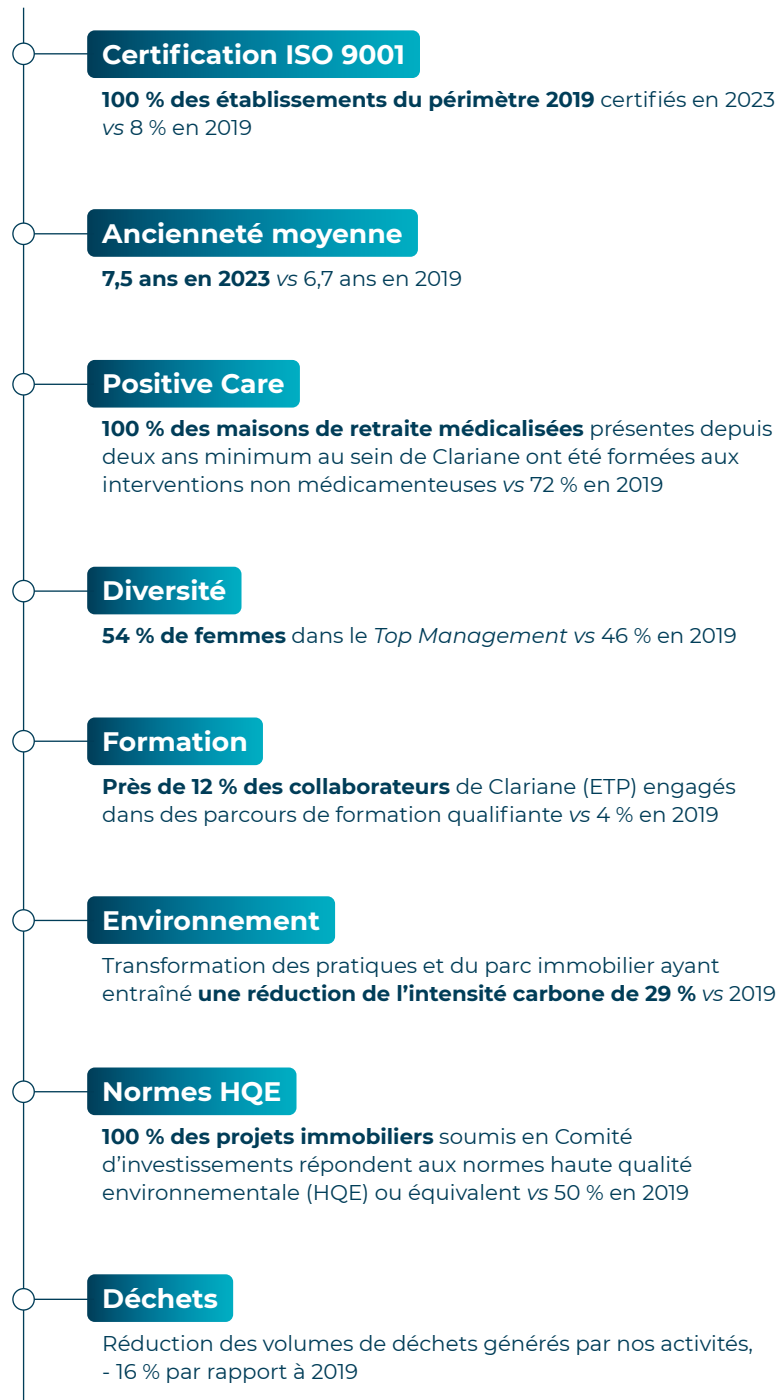 Certification ISO 9001
100 % des établissements du périmètre 2019 certifiés en 2023
vs 8 % en 2019
Ancienneté moyenne
7,5 ans en 2023 vs 6,7 ans en 2019
Positive Care
100 % des maisons de retraite médicalisées présentes depuis
deux ans minimum au sein de Clariane ont été formées aux
interventions non médicamenteuses vs 72 % en 2019
Diversité
54 % de femmes dans le Top Management vs 46 % en 2019
Formation
Près de 12 % des collaborateurs de Clariane (ETP) engagés
dans des parcours de formation qualifiante vs 4 % en 2019
Environnement
Transformation des pratiques et du parc immobilier ayant
entraîné une réduction de l’intensité carbone de 29 % vs 2019
Normes HQE
100 % des projets immobiliers soumis en Comité
d’investissements répondent aux normes haute qualité
environnementale (HQE) ou équivalent vs 50 % en 2019
Déchets
Réduction des volumes de déchets générés par nos activités,
- 16 % par rapport à 2019